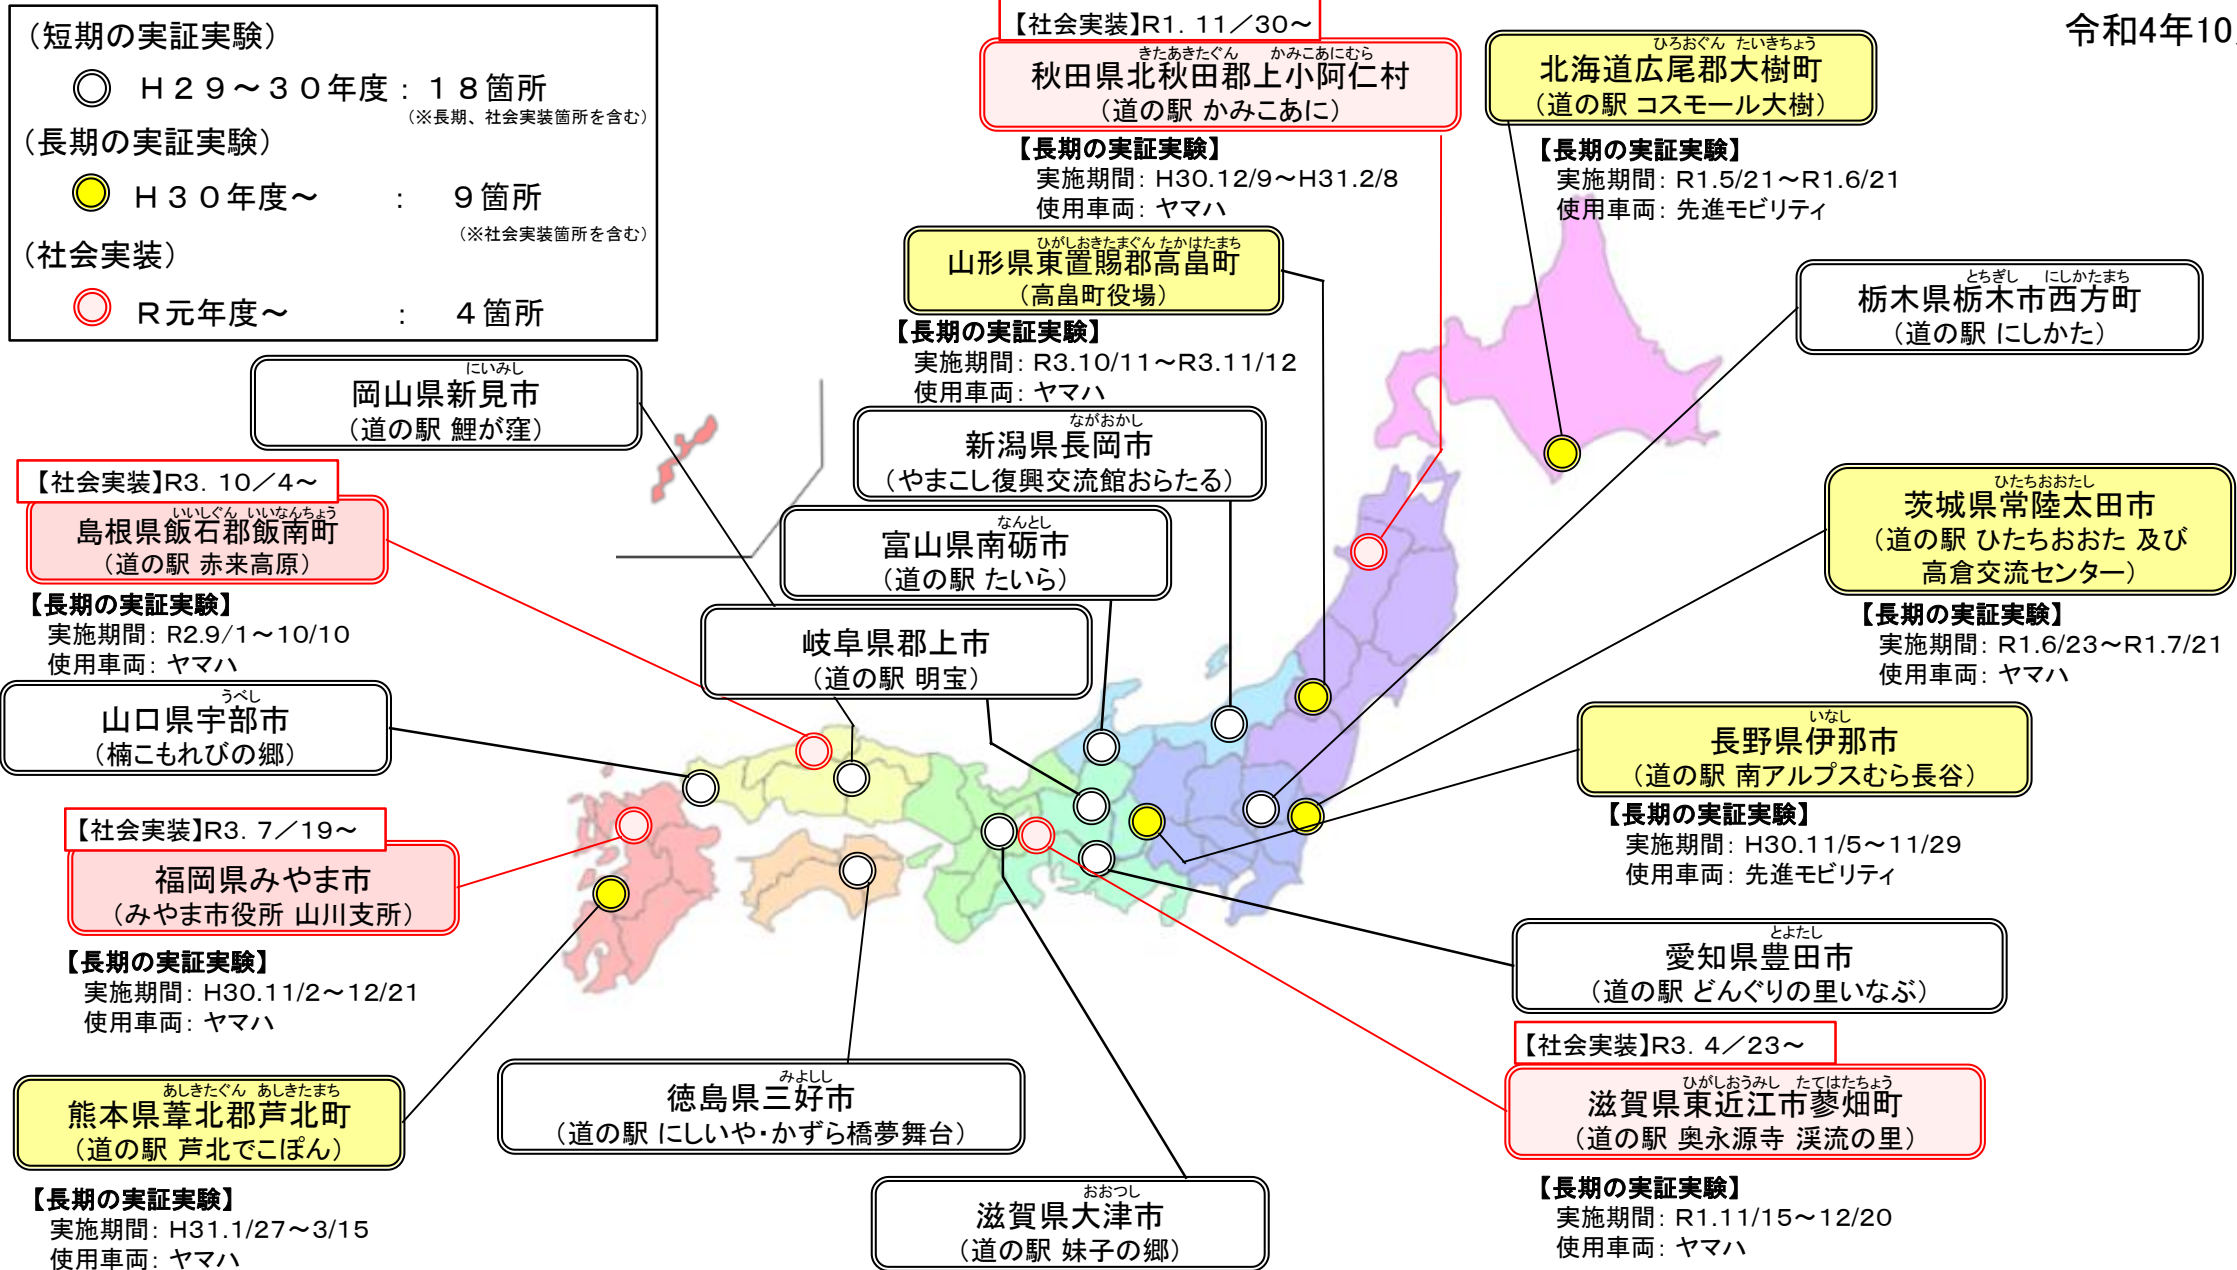 令和4年10
（短期の実証実験）
Ｈ２９～３０年度：１８箇所
（※長期、社会実装箇所を含む）
（長期の実証実験）
Ｈ３０年度～　：　９箇所
（※社会実装箇所を含む）
（社会実装）
Ｒ元年度～　：　４箇所
【社会実装】R1. 11／30～
きたあきたぐん　かみこあにむら
秋田県北秋田郡上小阿仁村
（道の駅 かみこあに）
【長期の実証実験】
実施期間：H30.12/9～H31.2/8
使用車両：ヤマハ
ひろおぐん たいきちょう
北海道広尾郡大樹町
（道の駅 コスモール大樹）
【長期の実証実験】
実施期間：R1.5/21～R1.6/21
使用車両：先進モビリティ
ひがしおきたまぐん たかはたまち
山形県東置賜郡高畠町
（高畠町役場）
【長期の実証実験】
実施期間：R3.10/11～R3.11/12
使用車両：ヤマハ
とちぎし　にしかたまち
栃木県栃木市西方町
（道の駅 にしかた）
にいみし
岡山県新見市
（道の駅 鯉が窪）
ながおかし
新潟県長岡市
（やまこし復興交流館おらたる）
【社会実装】R3. 10／4～
いいしぐん いいなんちょう
島根県飯石郡飯南町
（道の駅 赤来高原）
【長期の実証実験】
実施期間：R2.9/1～10/10
使用車両：ヤマハ
なんとし
富山県南砺市
（道の駅 たいら）
ひたちおおたし
茨城県常陸太田市
（道の駅 ひたちおおた 及び
高倉交流センター）
【長期の実証実験】
実施期間：R1.6/23～R1.7/21
使用車両：ヤマハ
岐阜県郡上市
（道の駅 明宝）
うべし
山口県宇部市
（楠こもれびの郷）
いなし
長野県伊那市
（道の駅 南アルプスむら長谷）
【長期の実証実験】
実施期間：H30.11/5～11/29
使用車両：先進モビリティ
【社会実装】R3. 7／19～
福岡県みやま市
（みやま市役所 山川支所）
【長期の実証実験】
実施期間：H30.11/2～12/21
使用車両：ヤマハ
とよたし
愛知県豊田市
（道の駅 どんぐりの里いなぶ）
【社会実装】R3. 4／23～
ひがしおうみし　たてはたちょう
滋賀県東近江市蓼畑町
（道の駅 奥永源寺 渓流の里）
【長期の実証実験】
実施期間：R1.11/15～12/20
使用車両：ヤマハ
あしきたぐん あしきたまち
熊本県葦北郡芦北町
（道の駅 芦北でこぽん）
【長期の実証実験】
実施期間：H31.1/27～3/15
使用車両：ヤマハ
みよしし
徳島県三好市
（道の駅 にしいや・かずら橋夢舞台）
おおつし
滋賀県大津市
（道の駅 妹子の郷）